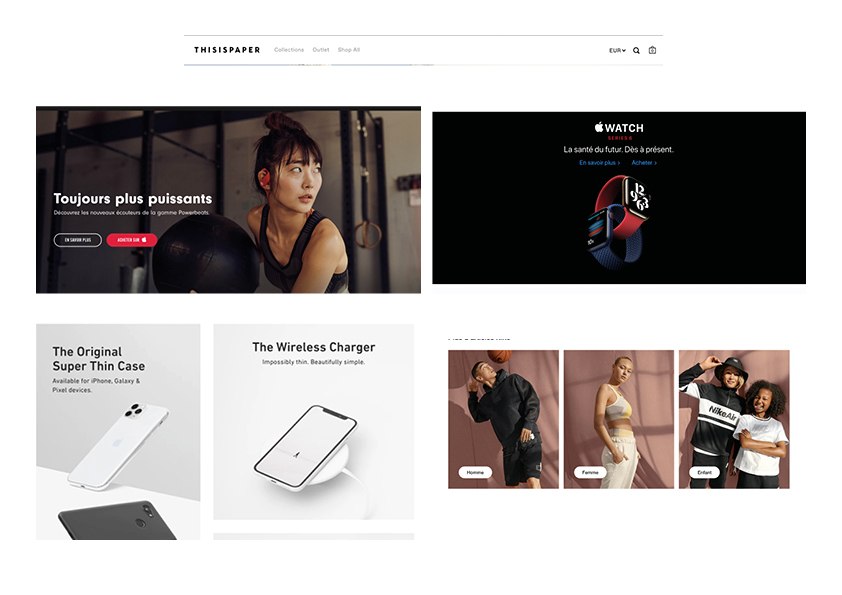 THISISPAPER Collections Outlet Shop All EUR 0
Toujours plus puissants
Découvrez les nouveaux écouteurs de la gamme Powerbeats.
EN SAVOIR PLUS ACHETER SUR
WATCH
SERIES 6
La santé du futur. Dès à présent.
En savoir plus › Acheter ›
The Original
Super Thin Case
Available for iPhone, Galaxy &
Pixel devices.
The Wireless Charger
Impossibly thin. Beautifully simple.
NikeAir
Homme Femme Enfant